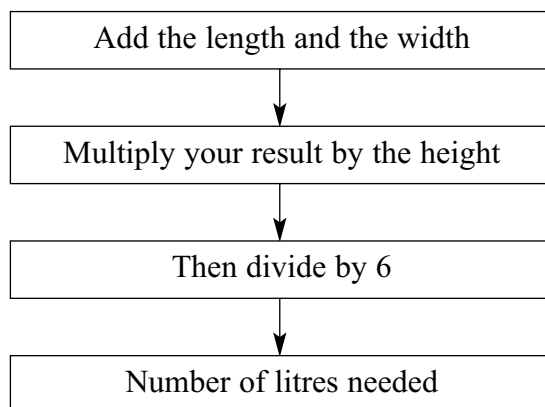 Add the length and the width
Multiply your result by the height
Then divide by 6
Number of litres needed